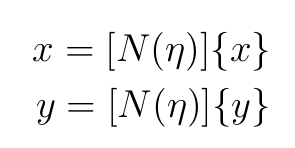 x = [N(η)]{x}
y = [N(η)]{y}